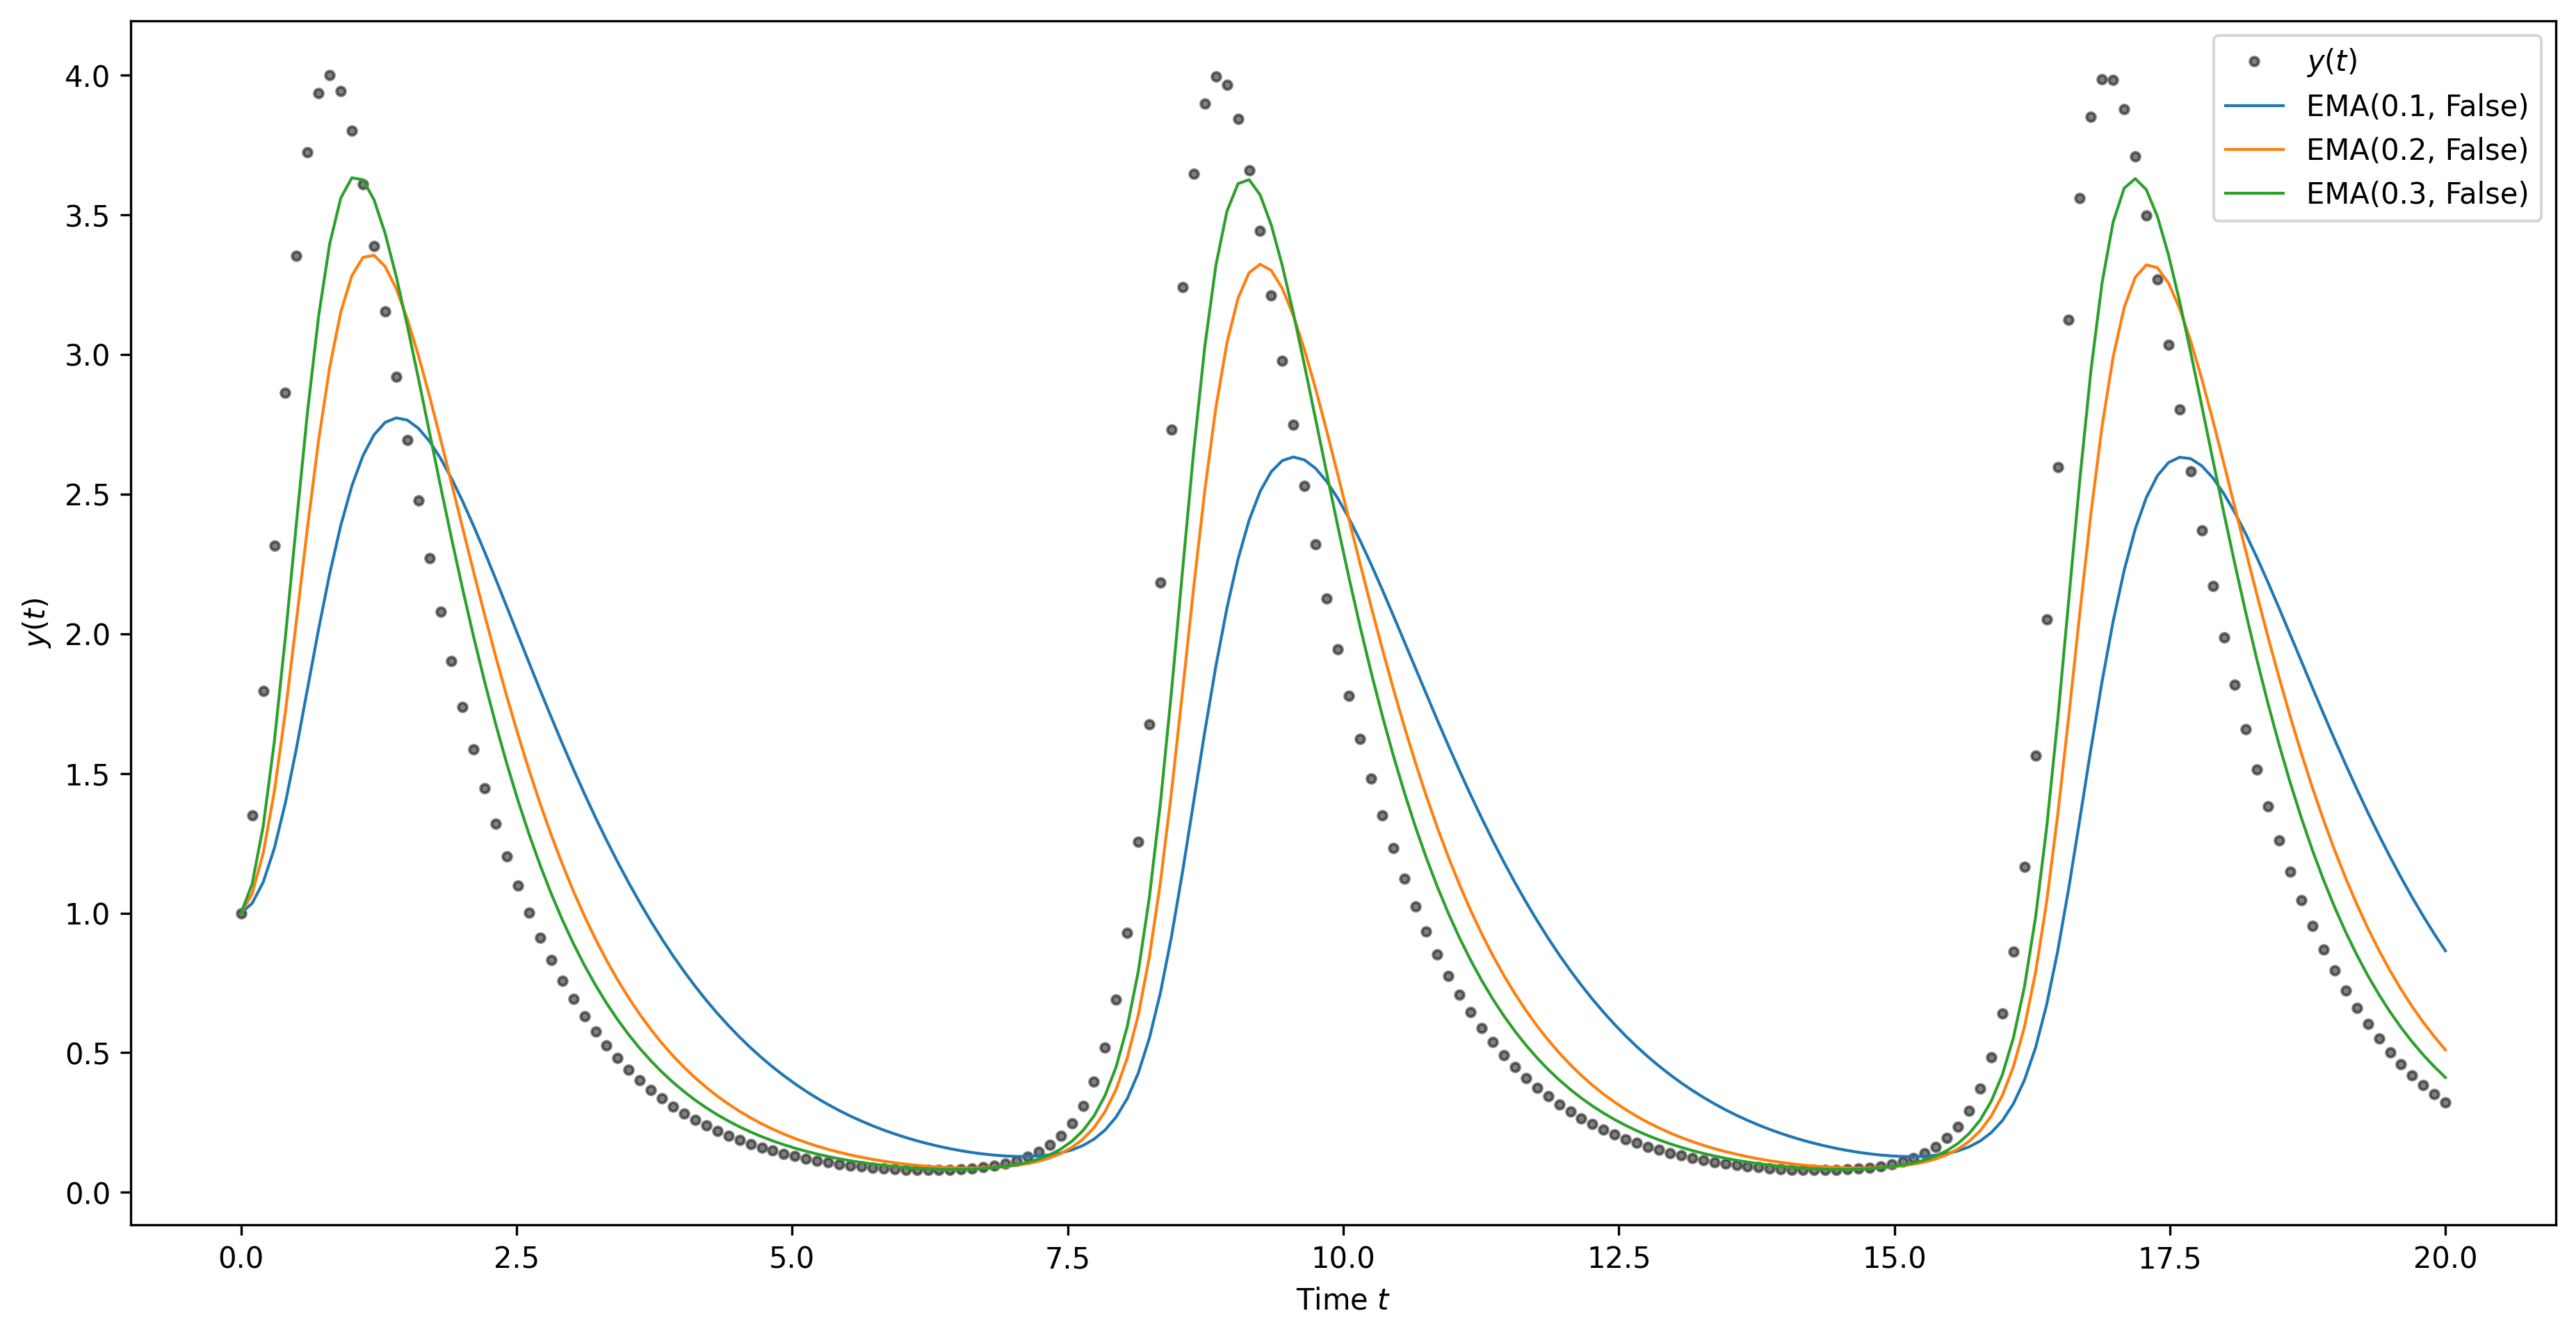 y(t)
EMA(0.1, False)
EMA(0.2, False)
EMA(0.3, False)
4.0
3.5
3.0
2.5
2.0
1.5
1.0
0.5
0.0
y(t)
0.0 2.5 5.0 7.5 10.0 12.5 15.0 17.5 20.0
Time t